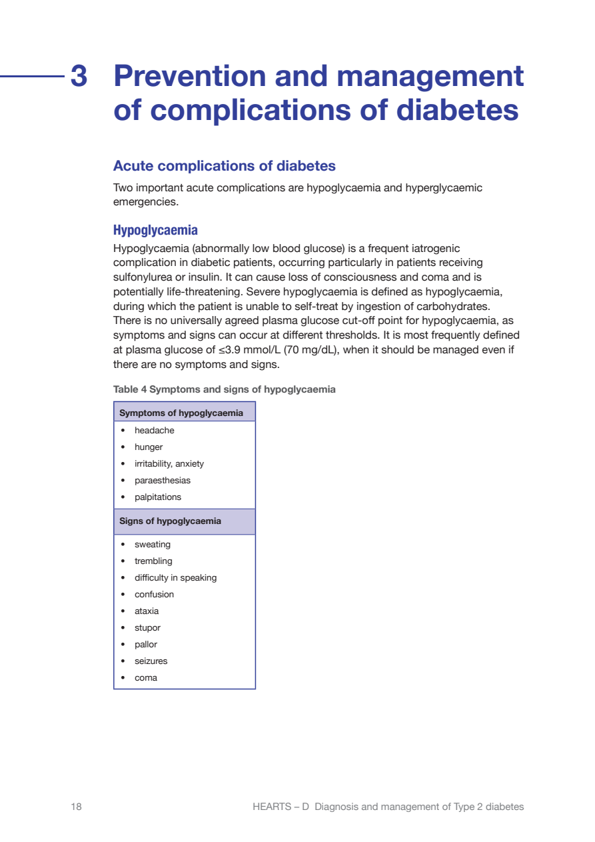 3 Prevention and management
of complications of diabetes
Acute complications of diabetes
Two important acute complications are hypoglycaemia and hyperglycaemic
emergencies.
Hypoglycaemia
Hypoglycaemia (abnormally low blood glucose) is a frequent iatrogenic
complication in diabetic patients, occurring particularly in patients receiving
sulfonylurea or insulin. It can cause loss of consciousness and coma and is
potentially life-threatening. Severe hypoglycaemia is defined as hypoglycaemia,
during which the patient is unable to self-treat by ingestion of carbohydrates.
There is no universally agreed plasma glucose cut-off point for hypoglycaemia, as
symptoms and signs can occur at different thresholds. It is most frequently defined
at plasma glucose of ≤3.9 mmol/L (70 mg/dL), when it should be managed even if
there are no symptoms and signs.
Table 4 Symptoms and signs of hypoglycaemia
Symptoms of hypoglycaemia
• headache
• hunger
• irritability, anxiety
• paraesthesias
• palpitations
Signs of hypoglycaemia
• sweating
• trembling
• difficulty in speaking
• confusion
• ataxia
• stupor
• pallor
• seizures
• coma
18 HEARTS – D Diagnosis and management of Type 2 diabetes